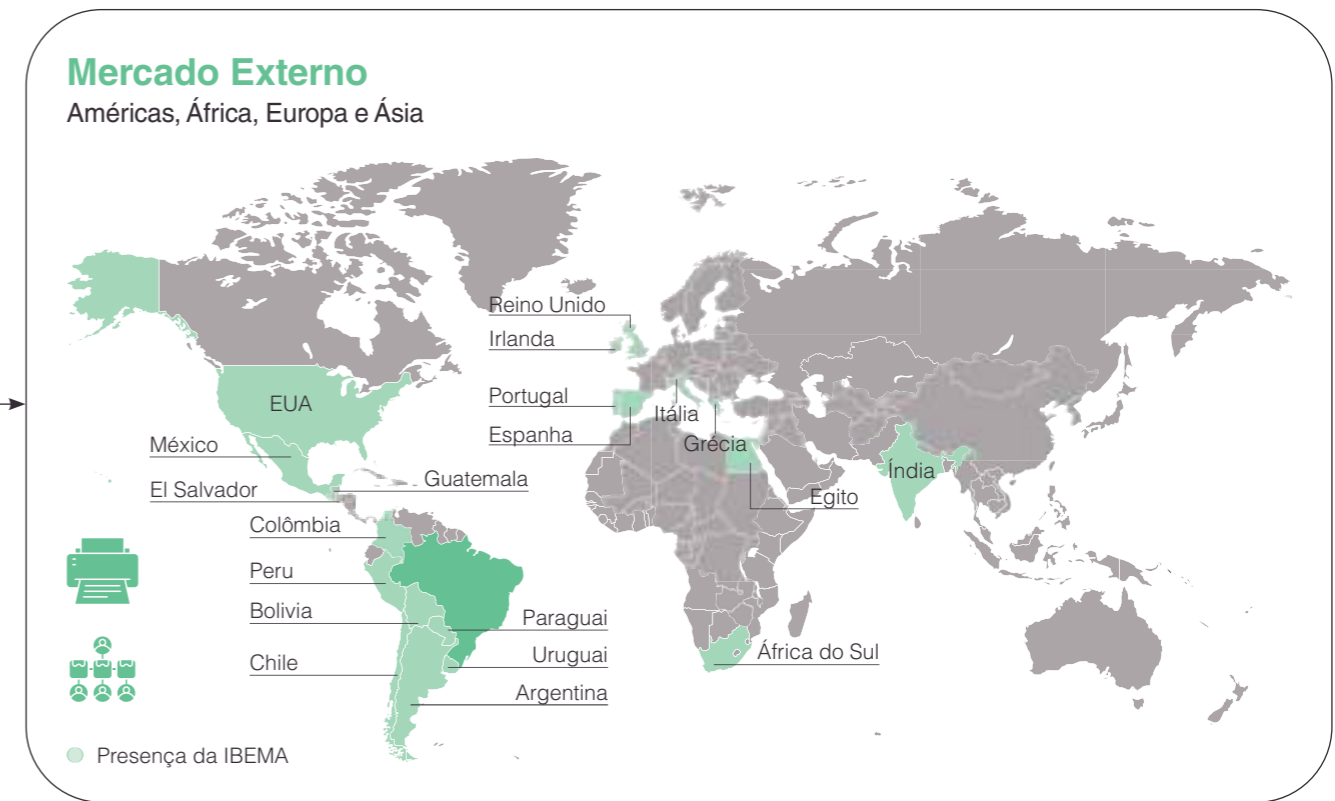 Mercado Externo
Américas, África, Europa e Ásia
Reino Unido
Irlanda
EUA
Portugal
Itália
Espanha
Grécia
México
Guatemala
Índia
El Salvador
Egito
Colômbia
Peru
Bolivia
Paraguai
Uruguai
África do Sul
Chile
Argentina
Presença da IBEMA